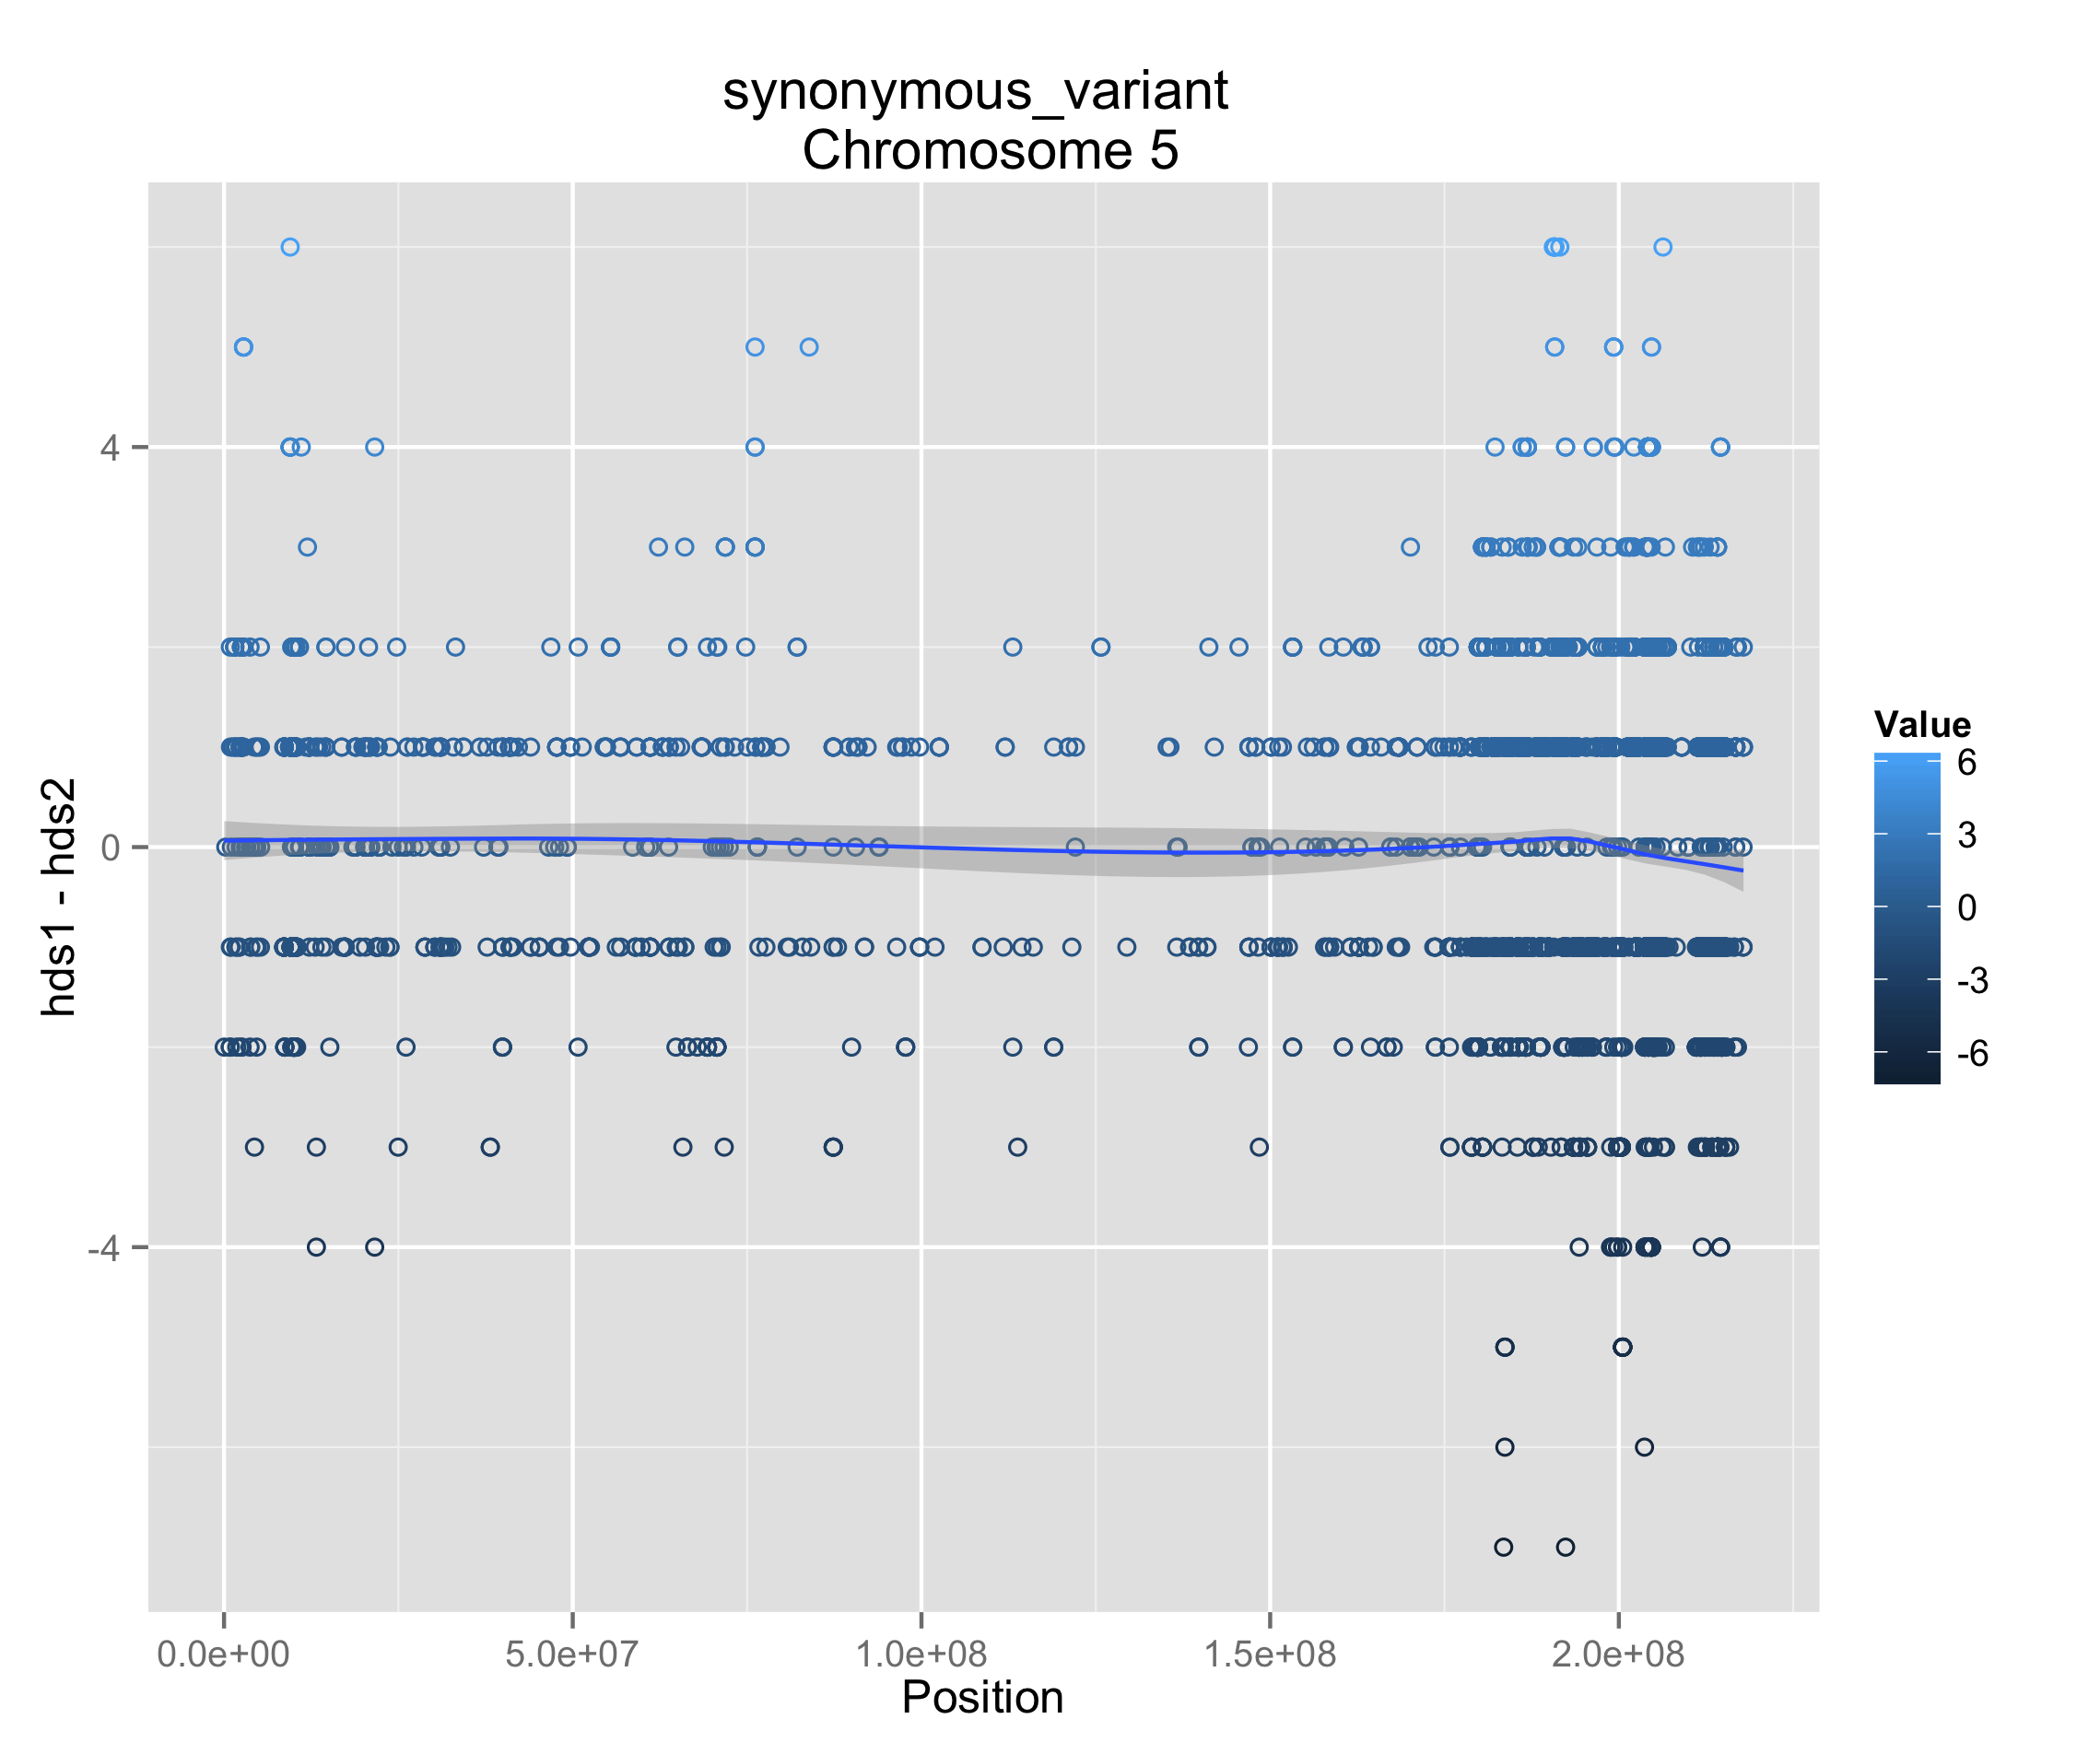 synonymous_variant
Chromosome 5
hds1 - hds2
4
0
-4
0.0e+00
5.0e+07
1.0e+08
1.5e+08
2.0e+08
Position
Value
6
3
0
-3
-6